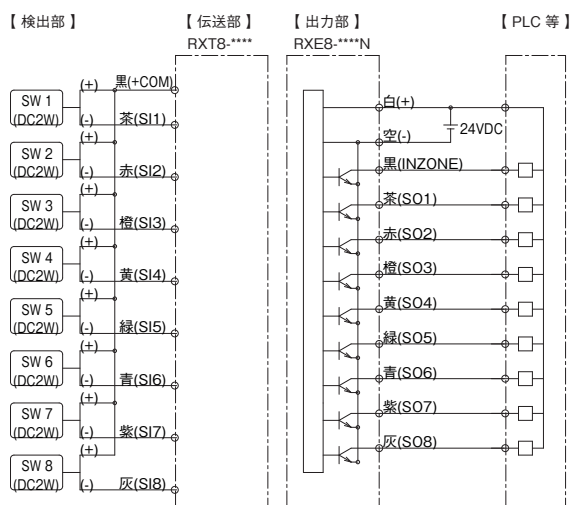 【 検出部 】
【 伝送部 】
RXT8-****
【 出力部 】
RXE8-****N
【 PLC 等 】
SW 1
(DC2W)
(+)
黒(+COM)
(-)
茶(SI1)
SW 2
(DC2W)
(+)
(-)
赤(SI2)
SW 3
(DC2W)
(+)
(-)
橙(SI3)
SW 4
(DC2W)
(+)
(-)
黄(SI4)
SW 5
(DC2W)
(+)
(-)
緑(SI5)
SW 6
(DC2W)
(+)
(-)
青(SI6)
SW 7
(DC2W)
(+)
(-)
紫(SI7)
SW 8
(DC2W)
(+)
(-)
灰(SI8)
白(+)
24VDC
空(-)
黒(INZONE)
茶(SO1)
赤(SO2)
橙(SO3)
黄(SO4)
緑(SO5)
青(SO6)
紫(SO7)
灰(SO8)